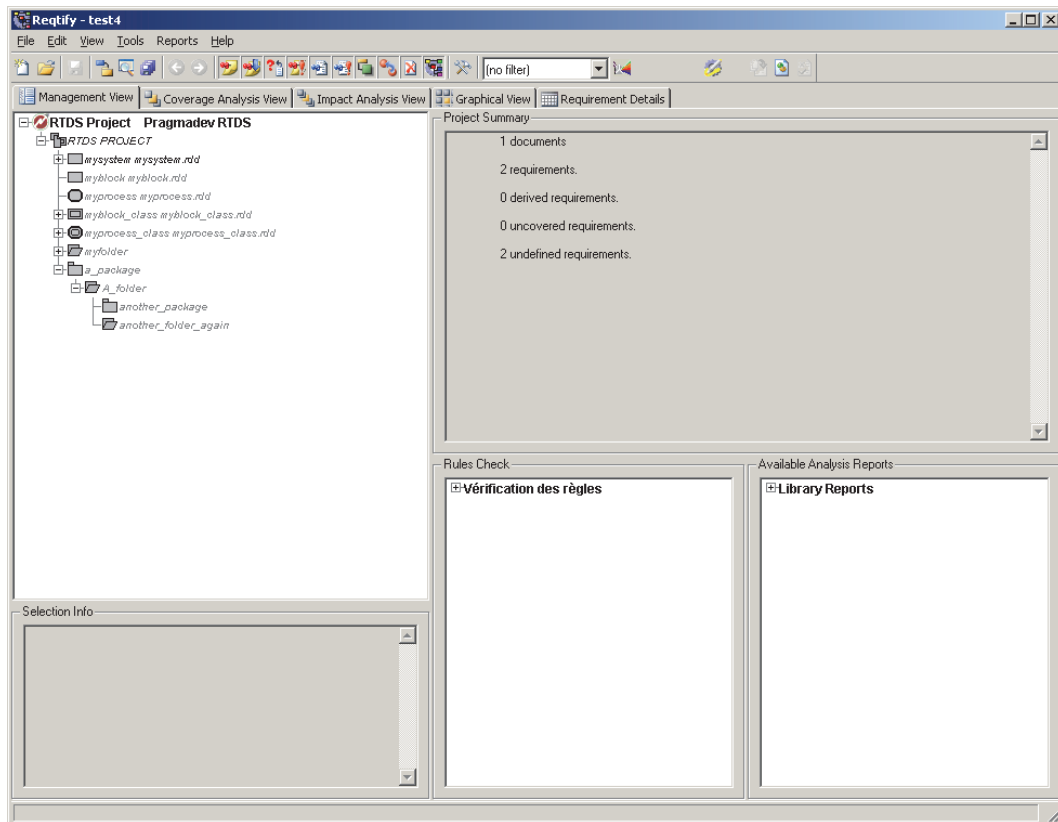 Reqtify - test4
File Edit View Tools Reports Help
(no filter)
Management View Coverage Analysis View Impact Analysis View Graphical View Requirement Details
RTDS Project Pragmadev RTDS
RTDS PROJECT
mysystem mysystem.rdd
myblock myblock.rdd
myprocess myprocess.rdd
myblock_class myblock_class.rdd
myprocess_class myprocess_class.rdd
myfolder
a_package
A_folder
another_package
another_folder_again
Project Summary
1 documents
2 requirements.
0 derived requirements.
0 uncovered requirements.
2 undefined requirements.
Selection Info
Rules Check
Vérification des règles
Available Analysis Reports
Library Reports